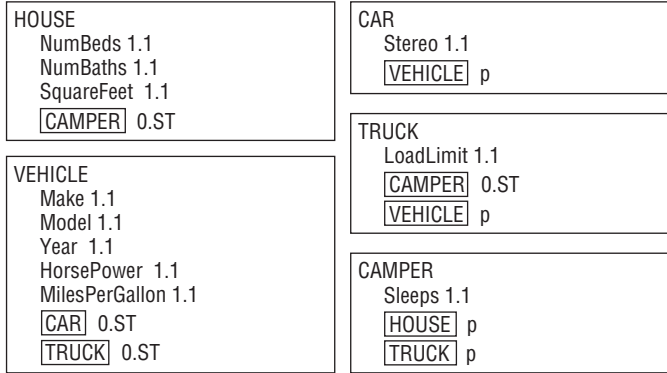 HOUSE
NumBeds 1.1
NumBaths 1.1
SquareFeet 1.1
CAMPER 0.ST
VEHICLE
Make 1.1
Model 1.1
Year 1.1
HorsePower 1.1
MilesPerGallon 1.1
CAR 0.ST
TRUCK 0.ST
CAR
Stereo 1.1
VEHICLE p
TRUCK
LoadLimit 1.1
CAMPER 0.ST
VEHICLE p
CAMPER
Sleeps 1.1
HOUSE p
TRUCK p